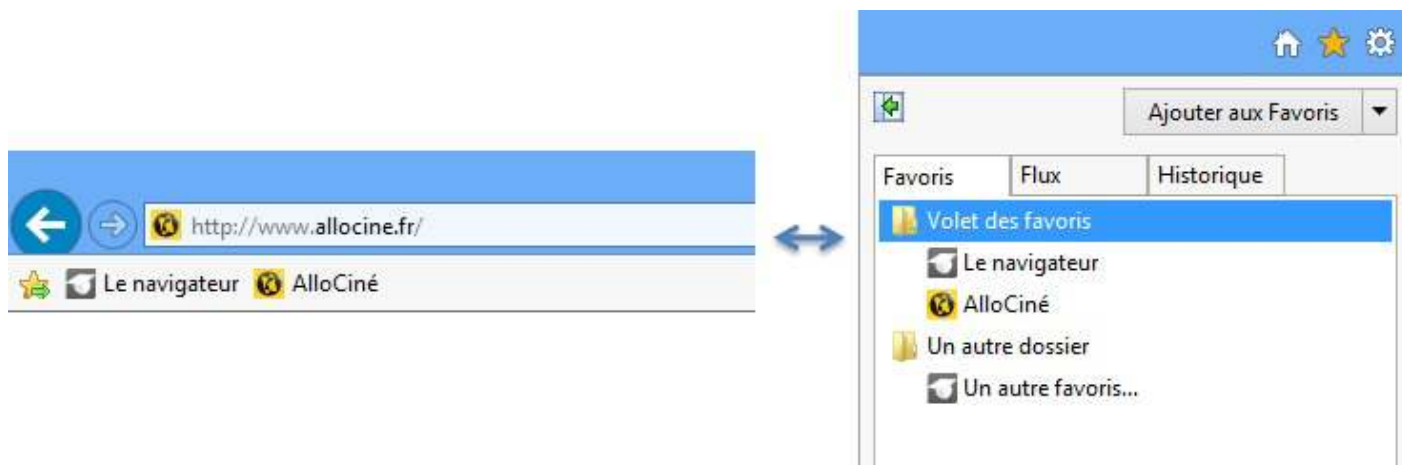 http://www.allocine.fr/
Le navigateur AlloCiné
Ajouter aux Favoris
Favoris Flux Historique
Volet des favoris
Le navigateur
AlloCiné
Un autre dossier
Un autre favoris...